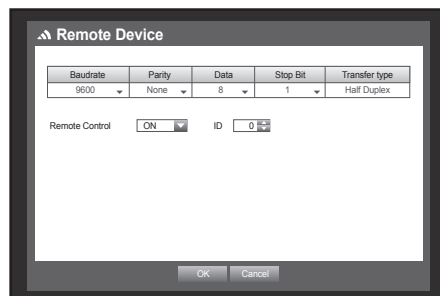 Remote Device
Baudrate Parity Data Stop Bit Transfer type
9600 None 8 1 Half Duplex
Remote Control ON ID 0
OK Cancel